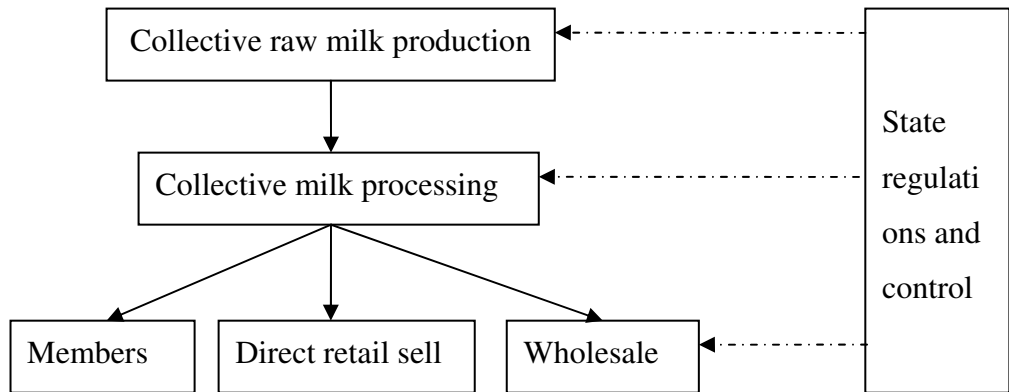 Collective raw milk production
Collective milk processing
Members
Direct retail sell
Wholesale
State
regulati
ons and
control